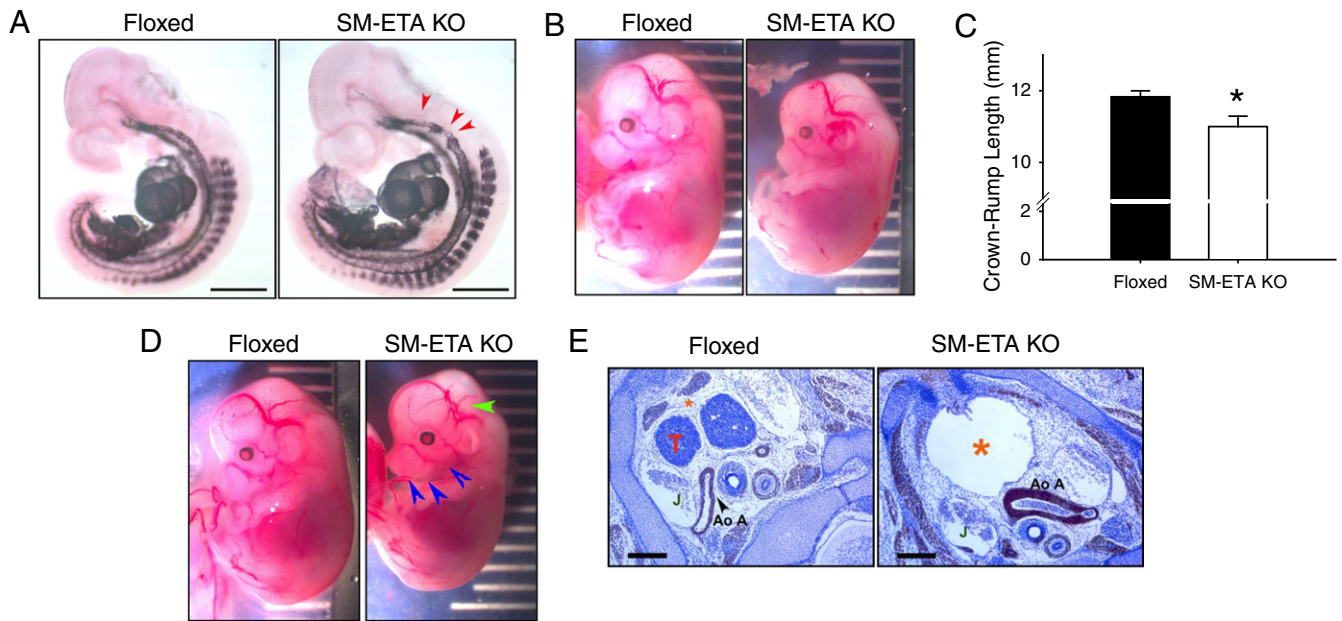 A
Floxed
SM-ETA KO
B
Floxed
SM-ETA KO
C
Crown-Rump Length (mm)
12
10
2
0
*
Floxed
SM-ETA KO
D
Floxed
SM-ETA KO
E
Floxed
SM-ETA KO
*
T
J
Ao A
*
Ao A
J